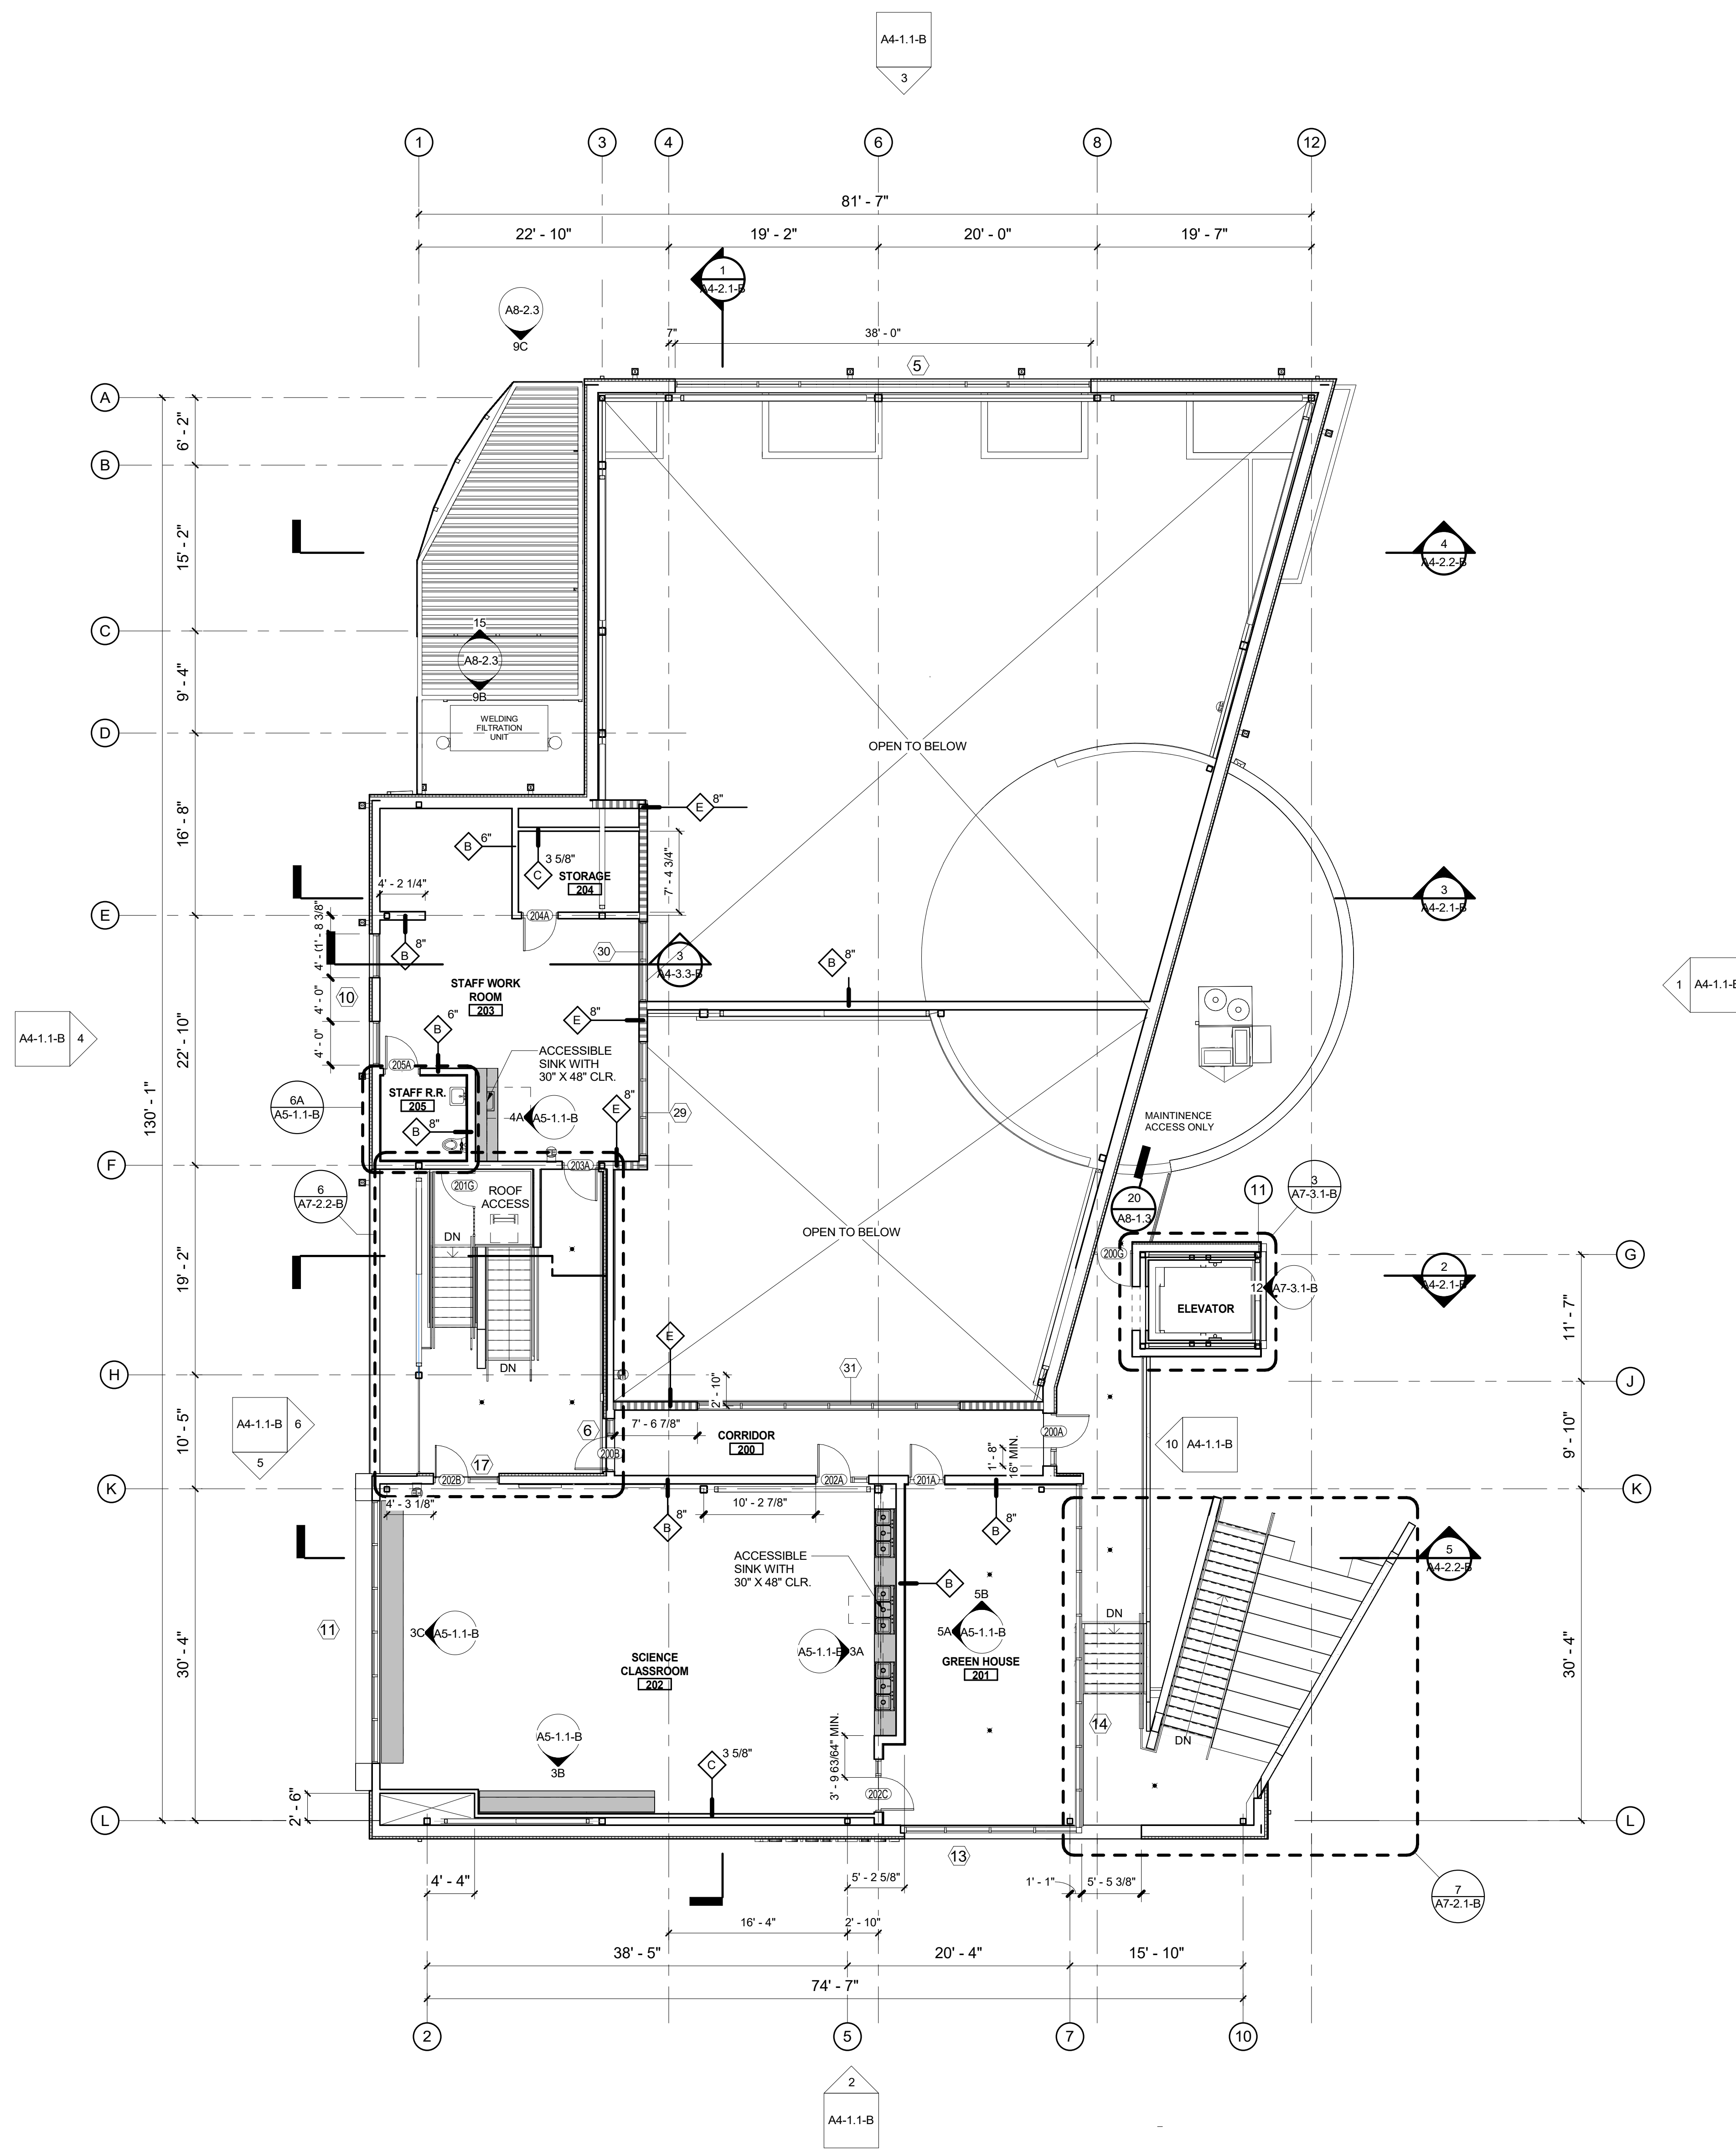 A4-1.1-B
3
1
3
4
6
8
12
81' - 7"
22' - 10"
19' - 2"
20' - 0"
19' - 7"
1
A4-2.1-B
A8-2.3
9C
7"
38' - 0"
5
A
6' - 2"
B
15' - 2"
4
A4-2.2-B
C
15
A8-2.3
9B
9' - 4"
WELDING
FILTRATION
UNIT
D
OPEN TO BELOW
16' - 8"
E
8"
B
6"
C
3 5/8"
STORAGE
204
7' - 4 3/4"
4' - 2 1/4"
3
A4-2.1-B
E
204A
4' - (1' - 8 3/8"
B
8"
30
3
A4-3.3-B
B
8"
STAFF WORK
ROOM
203
10
4' - 0"
4' - 0"
22' - 10"
130' - 1"
E
8"
B
6"
1
A4-1.1-B
A4-1.1-B
4
205A
ACCESSIBLE
SINK WITH
30" X 48" CLR.
STAFF R.R.
205
6A
A5-1.1-B
B
8"
4A
A5-1.1-B
E
8"
29
MAINTINENCE
ACCESS ONLY
F
203A
6
A7-2.2-B
201G
ROOF
ACCESS
DN
20
A8-1.3
11
3
A7-3.1-B
OPEN TO BELOW
200G
G
19' - 2"
2
A4-2.1-B
12
A7-3.1-B
ELEVATOR
11' - 7"
E
DN
31
H
J
2' - 10"
A4-1.1-B
6
5
10' - 5"
6
7' - 6 7/8"
CORRIDOR
200
200A
200B
1' - 8"
16" MIN.
10
A4-1.1-B
9' - 10"
17
202B
202A
201A
K
K
4' - 3 1/8"
10' - 2 7/8"
B
8"
B
8"
ACCESSIBLE
SINK WITH
30" X 48" CLR.
B
5
A4-2.2-B
5B
5A
A5-1.1-B
11
3C
A5-1.1-B
A5-1.1-B
3A
DN
SCIENCE
CLASSROOM
202
GREEN HOUSE
201
30' - 4"
30' - 4"
14
DN
A5-1.1-B
3B
C
3 5/8"
3' - 9 63/64" MIN.
202C
2' - 6"
L
L
13
4' - 4"
5' - 2 5/8"
1' - 1"
5' - 5 3/8"
7
A7-2.1-B
16' - 4"
2' - 10"
38' - 5"
20' - 4"
15' - 10"
74' - 7"
2
5
7
10
2
A4-1.1-B